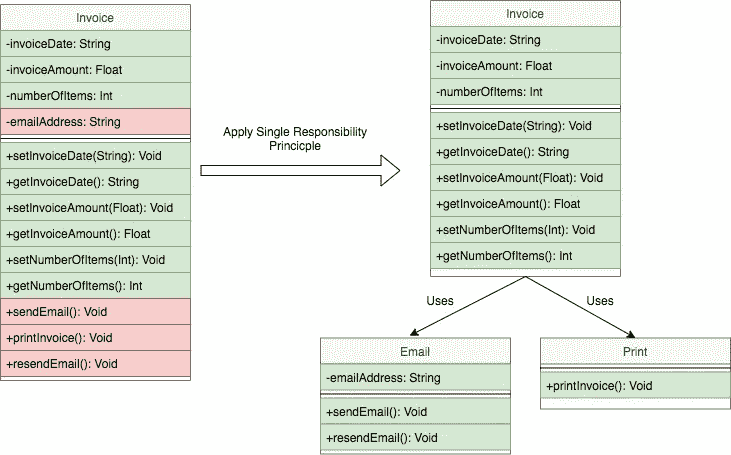 Invoice
-invoiceDate: String
-invoiceAmount: Float
-numberOfItems: Int
-emailAddress: String
+setInvoiceDate(String): Void
+getInvoiceDate(): String
+setInvoiceAmount(Float): Void
+getInvoiceAmount(): Float
+setNumberOfItems(Int): Void
+getNumberOfItems(): Int
+sendEmail(): Void
+printInvoice(): Void
+resendEmail(): Void
Apply Single Responsibility
Princicple
Invoice
-invoiceDate: String
-invoiceAmount: Float
-numberOfItems: Int
+setInvoiceDate(String): Void
+getInvoiceDate(): String
+setInvoiceAmount(Float): Void
+getInvoiceAmount(): Float
+setNumberOfItems(Int): Void
+getNumberOfItems(): Int
Uses
Uses
Email
-emailAddress: String
+sendEmail(): Void
+resendEmail(): Void
Print
+printInvoice(): Void